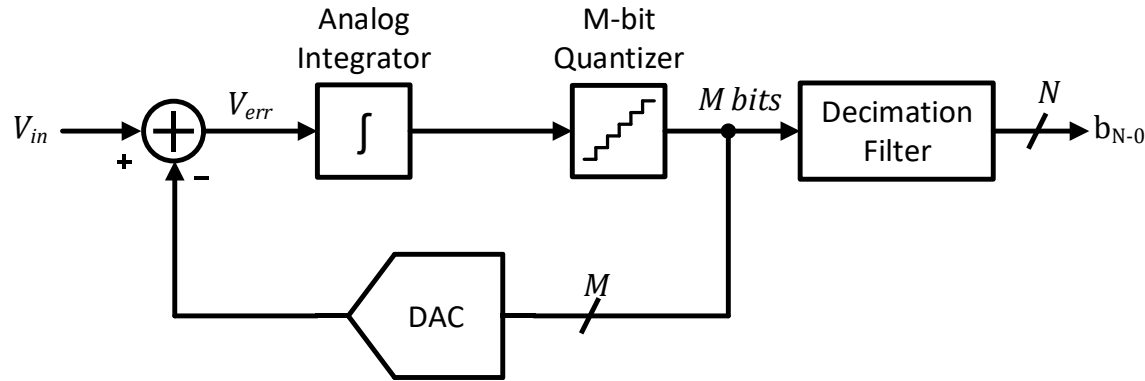 Analog
Integrator
M-bit
Quantizer
V_in
+
−
V_err
∫
M bits
Decimation
Filter
N
b_N-0
DAC
M